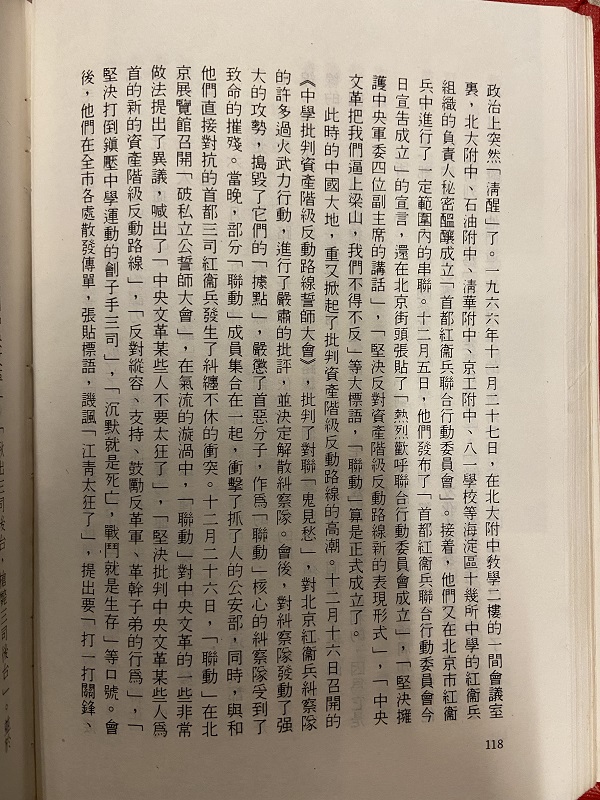 政治上突然「清醒」了。一九六六年十一月二十七日，在北大附中教學二樓的一間會議室
裏，北大附中、石油附中、清華附中、京工附中、八一學校等海淀區十幾所中學的紅衞兵
組織的負責人秘密醞釀成立「首都紅衞兵聯合行動委員會」。接着，他們又在北京市紅衞
兵中進行了一定範圍內的串聯。十二月五日，他們發布了「首都紅衞兵聯合行動委員會今
日宣告成立」的宣言，還在北京街頭張貼了「熱烈歡呼聯合行動委員會成立」，「堅決擁
護中央軍委四位副主席的講話」，「堅決反對資產階級反動路線新的表現形式」，「中央
文革把我們逼上梁山，我們不得不反」等大標語，「聯動」算是正式成立了。
此時的中國大地，重又掀起了批判資產階級反動路線的高潮。十二月十六日召開的
《中學批判資產階級反動路線誓師大會》，批判了對聯「鬼見愁」，對北京紅衞兵糾察隊
的許多過火武力行動，進行了嚴肅的批評，並決定解散糾察隊。會後，對糾察隊發動了强
大的攻勢，搗毀了它們的「據點」，嚴懲了首惡分子，作爲「聯動」核心的糾察隊受到了
致命的摧殘。當晚，部分「聯動」成員集合在一起，衝擊了抓了人的公安部，同時，與和
他們直接對抗的首都三司紅衞兵發生了糾纏不休的衝突。十二月二十六日，「聯動」在北
京展覽館召開「破私立公誓師大會」，在氣流的漩渦中，「聯動」對中央文革的一些非常
做法提出了異議，喊出了「中央文革某些人不要太狂了」，「堅決批判中央文革某些人爲
首的新的資產階級反動路線」，「反對縱容、支持、鼓勵反革軍、革幹子弟的行爲」，「
堅決打倒鎭壓中學運動的劊子手三司」，「沉默就是死亡，戰鬥就是生存」等口號。會
後，他們在全市各處散發傳單，張貼標語，譏諷「江青太狂了」，提出要「打一打關鋒、
118